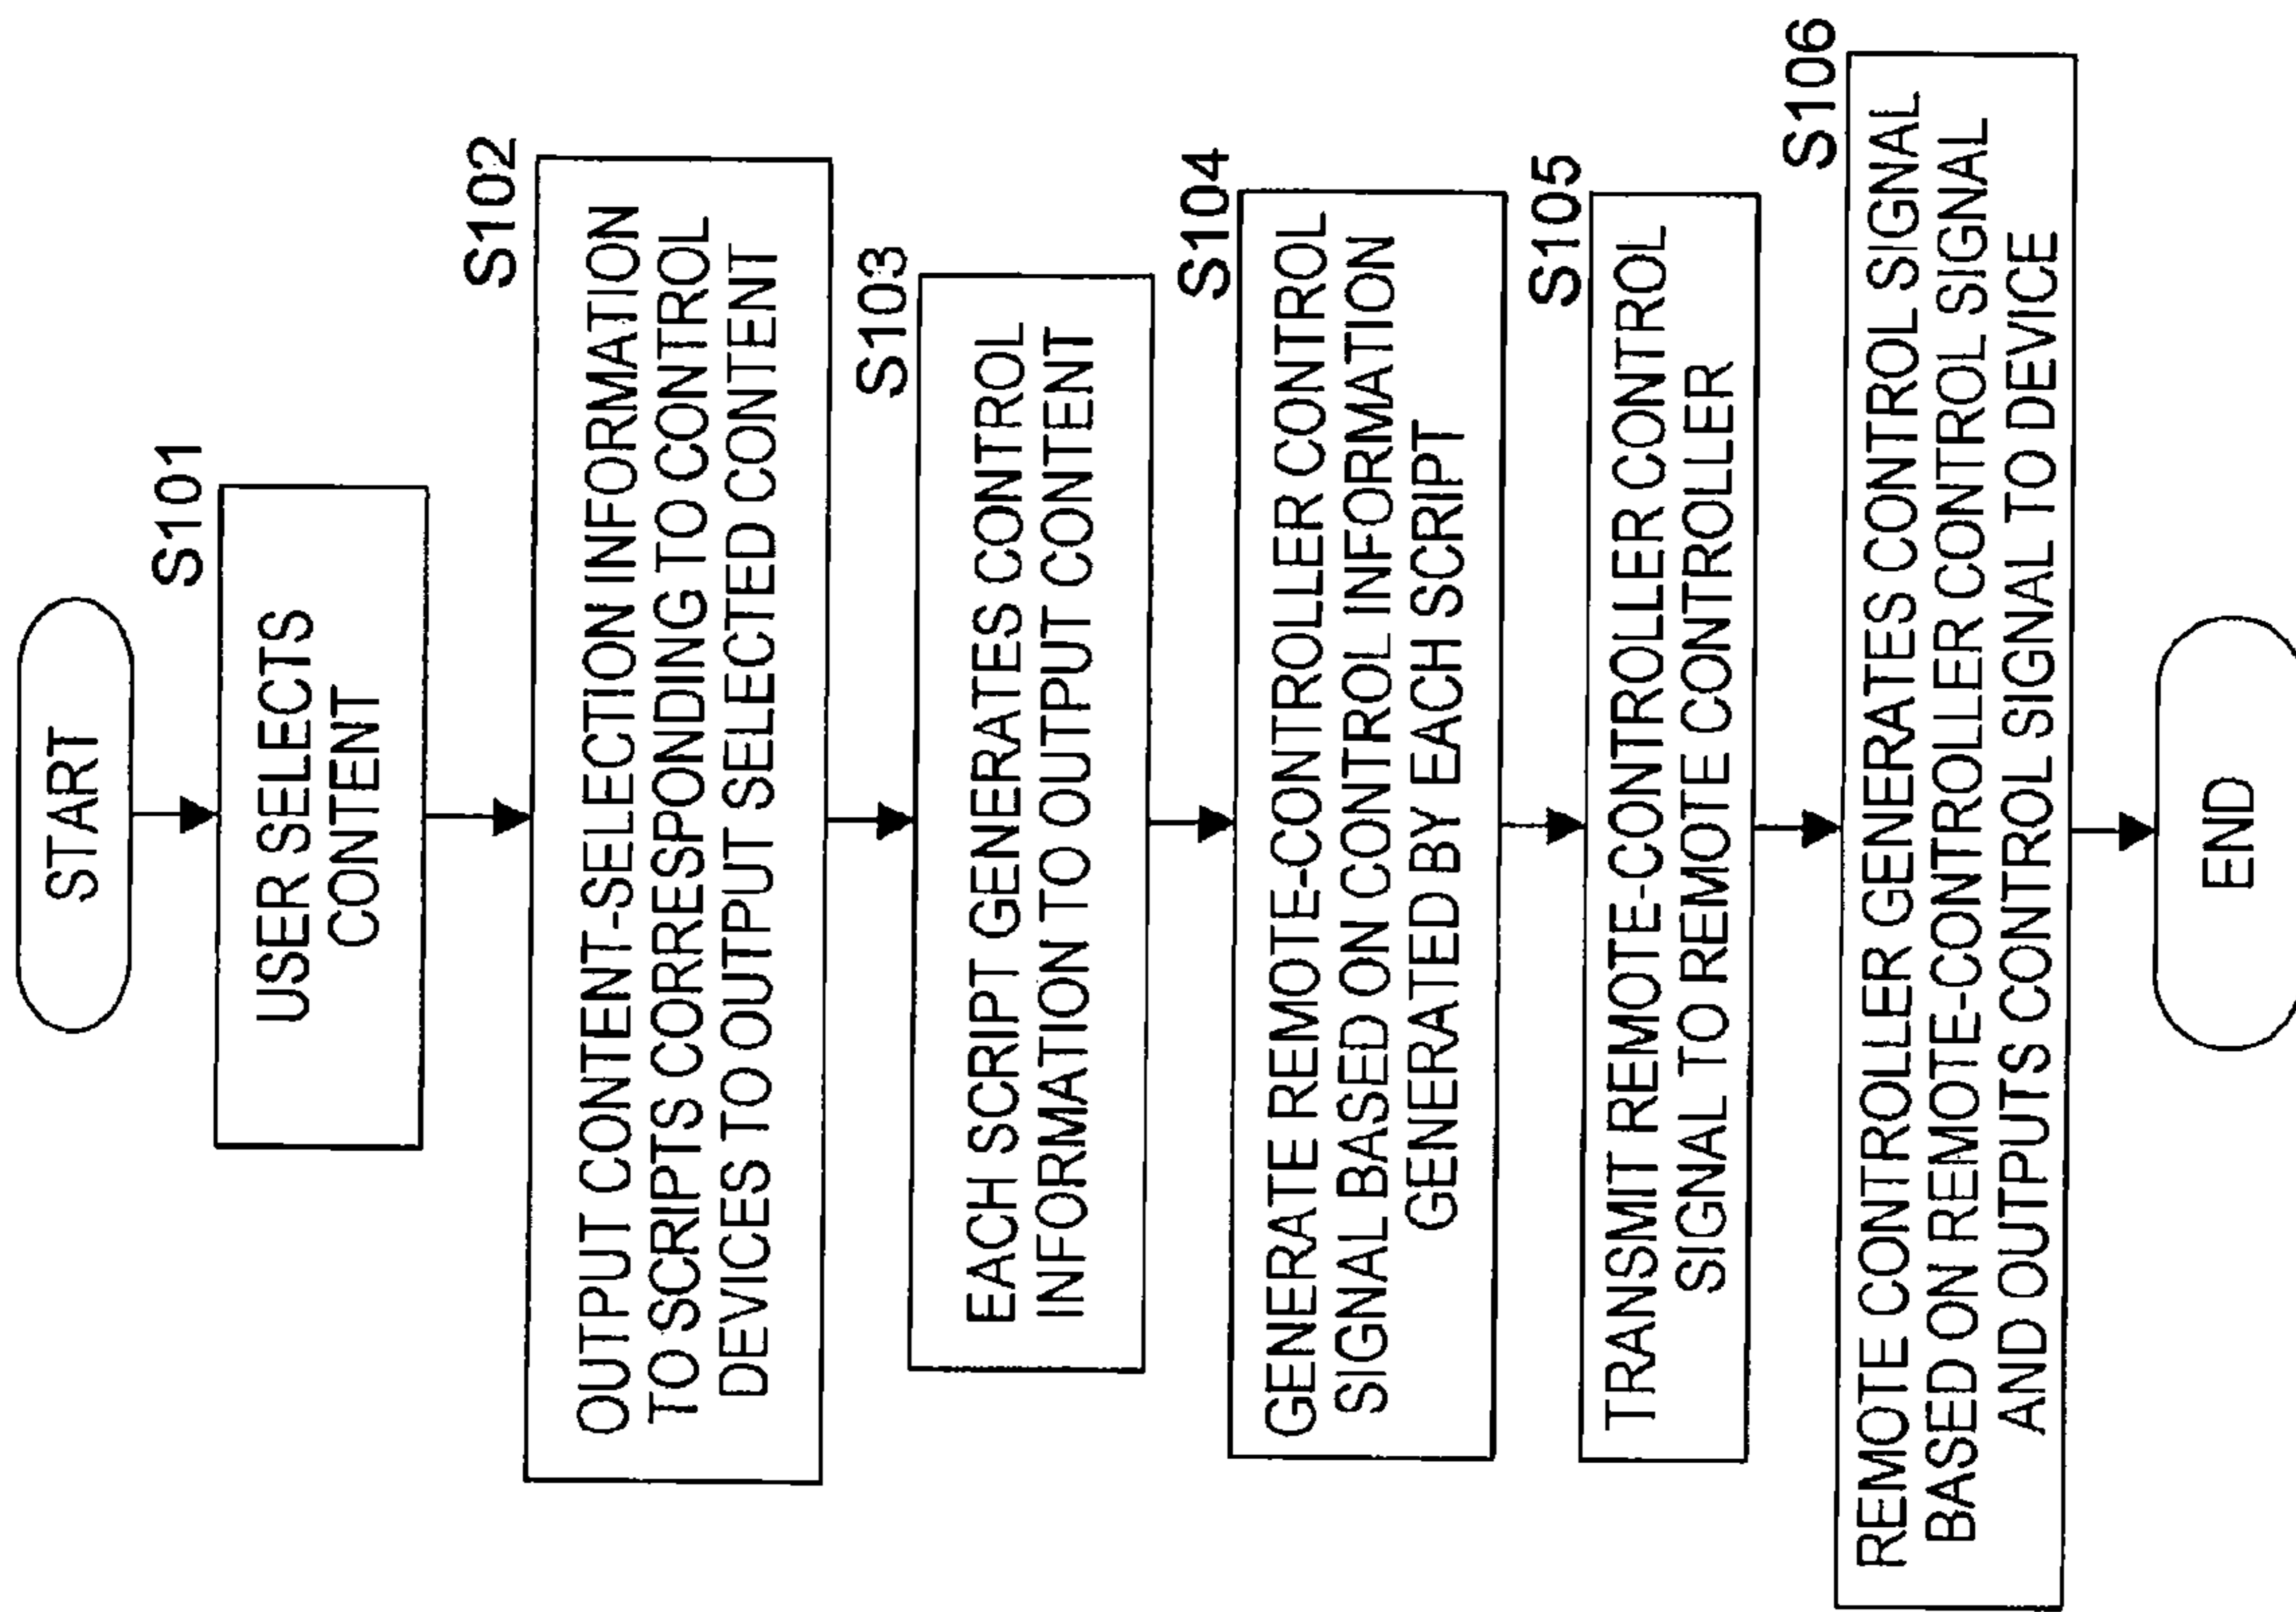 START
S101
USER SELECTS
CONTENT
S102
OUTPUT CONTENT-SELECTION INFORMATION
TO SCRIPTS CORRESPONDING TO CONTROL
DEVICES TO OUTPUT SELECTED CONTENT
S103
EACH SCRIPT GENERATES CONTROL
INFORMATION TO OUTPUT CONTENT
S104
GENERATE REMOTE-CONTROLLER CONTROL
SIGNAL BASED ON CONTROL INFORMATION
GENERATED BY EACH SCRIPT
S105
TRANSMIT REMOTE-CONTROLLER CONTROL
SIGNAL TO REMOTE CONTROLLER
S106
REMOTE CONTROLLER GENERATES CONTROL SIGNAL
BASED ON REMOTE-CONTROLLER CONTROL SIGNAL
AND OUTPUTS CONTROL SIGNAL TO DEVICE
END